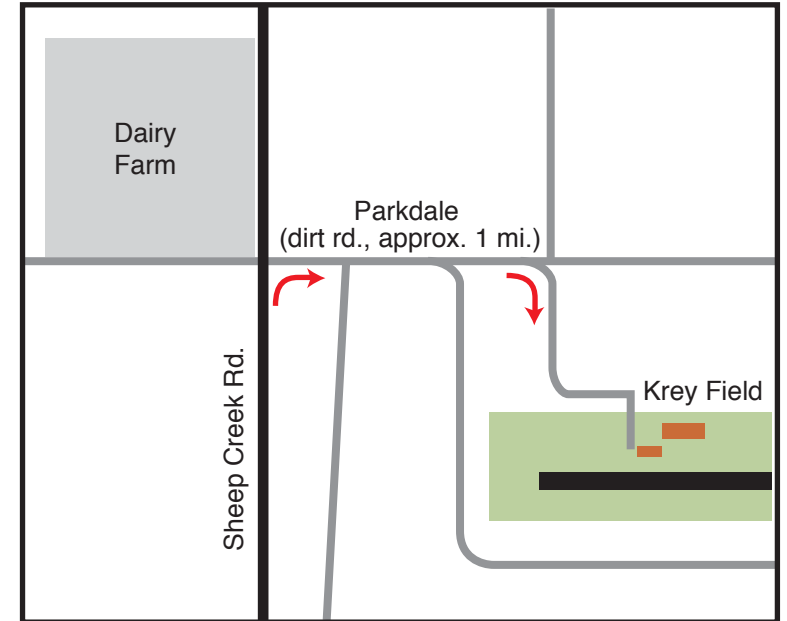 Dairy
Farm
Parkdale
(dirt rd., approx. 1 mi.)
Sheep Creek Rd.
Krey Field